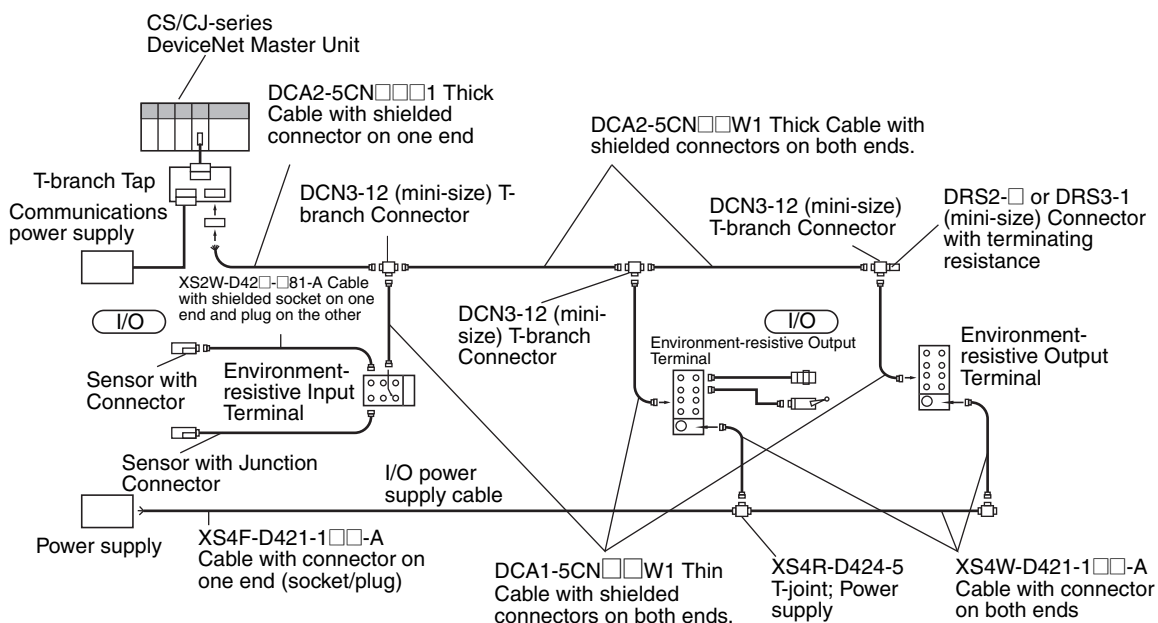 CS/CJ-series
DeviceNet Master Unit
DCA2-5CN□□□1 Thick
Cable with shielded
connector on one end
DCA2-5CN□□W1 Thick Cable with
shielded connectors on both ends.
T-branch Tap
Communications
power supply
DCN3-12 (mini-size) T-
branch Connector
DCN3-12 (mini-size)
T-branch Connector
DRS2-□ or DRS3-1
(mini-size) Connector
with terminating
resistance
XS2W-D42□-□81-A Cable
with shielded socket on one
end and plug on the other
I/O
DCN3-12 (mini-
size) T-branch
Connector
I/O
Environment-resistive Output
Terminal
Environment-
resistive Output
Terminal
Sensor with
Connector
Environment-
resistive Input
Terminal
Sensor with Junction
Connector
I/O power
supply cable
Power supply
XS4F-D421-1□□-A
Cable with connector on
one end (socket/plug)
DCA1-5CN□□W1 Thin
Cable with shielded
connectors on both ends.
XS4R-D424-5
T-joint; Power
supply
XS4W-D421-1□□-A
Cable with connector
on both ends